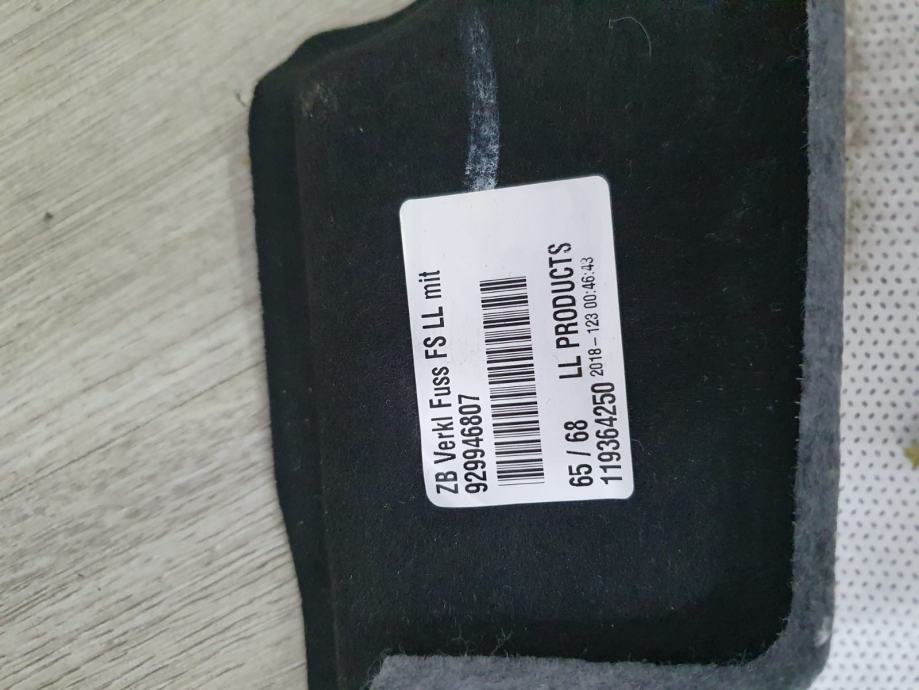 ZB Verkl Fuss FS LL mit
929946807
65 / 68 LL PRODUCTS
119364250 2018-123 00:46:43